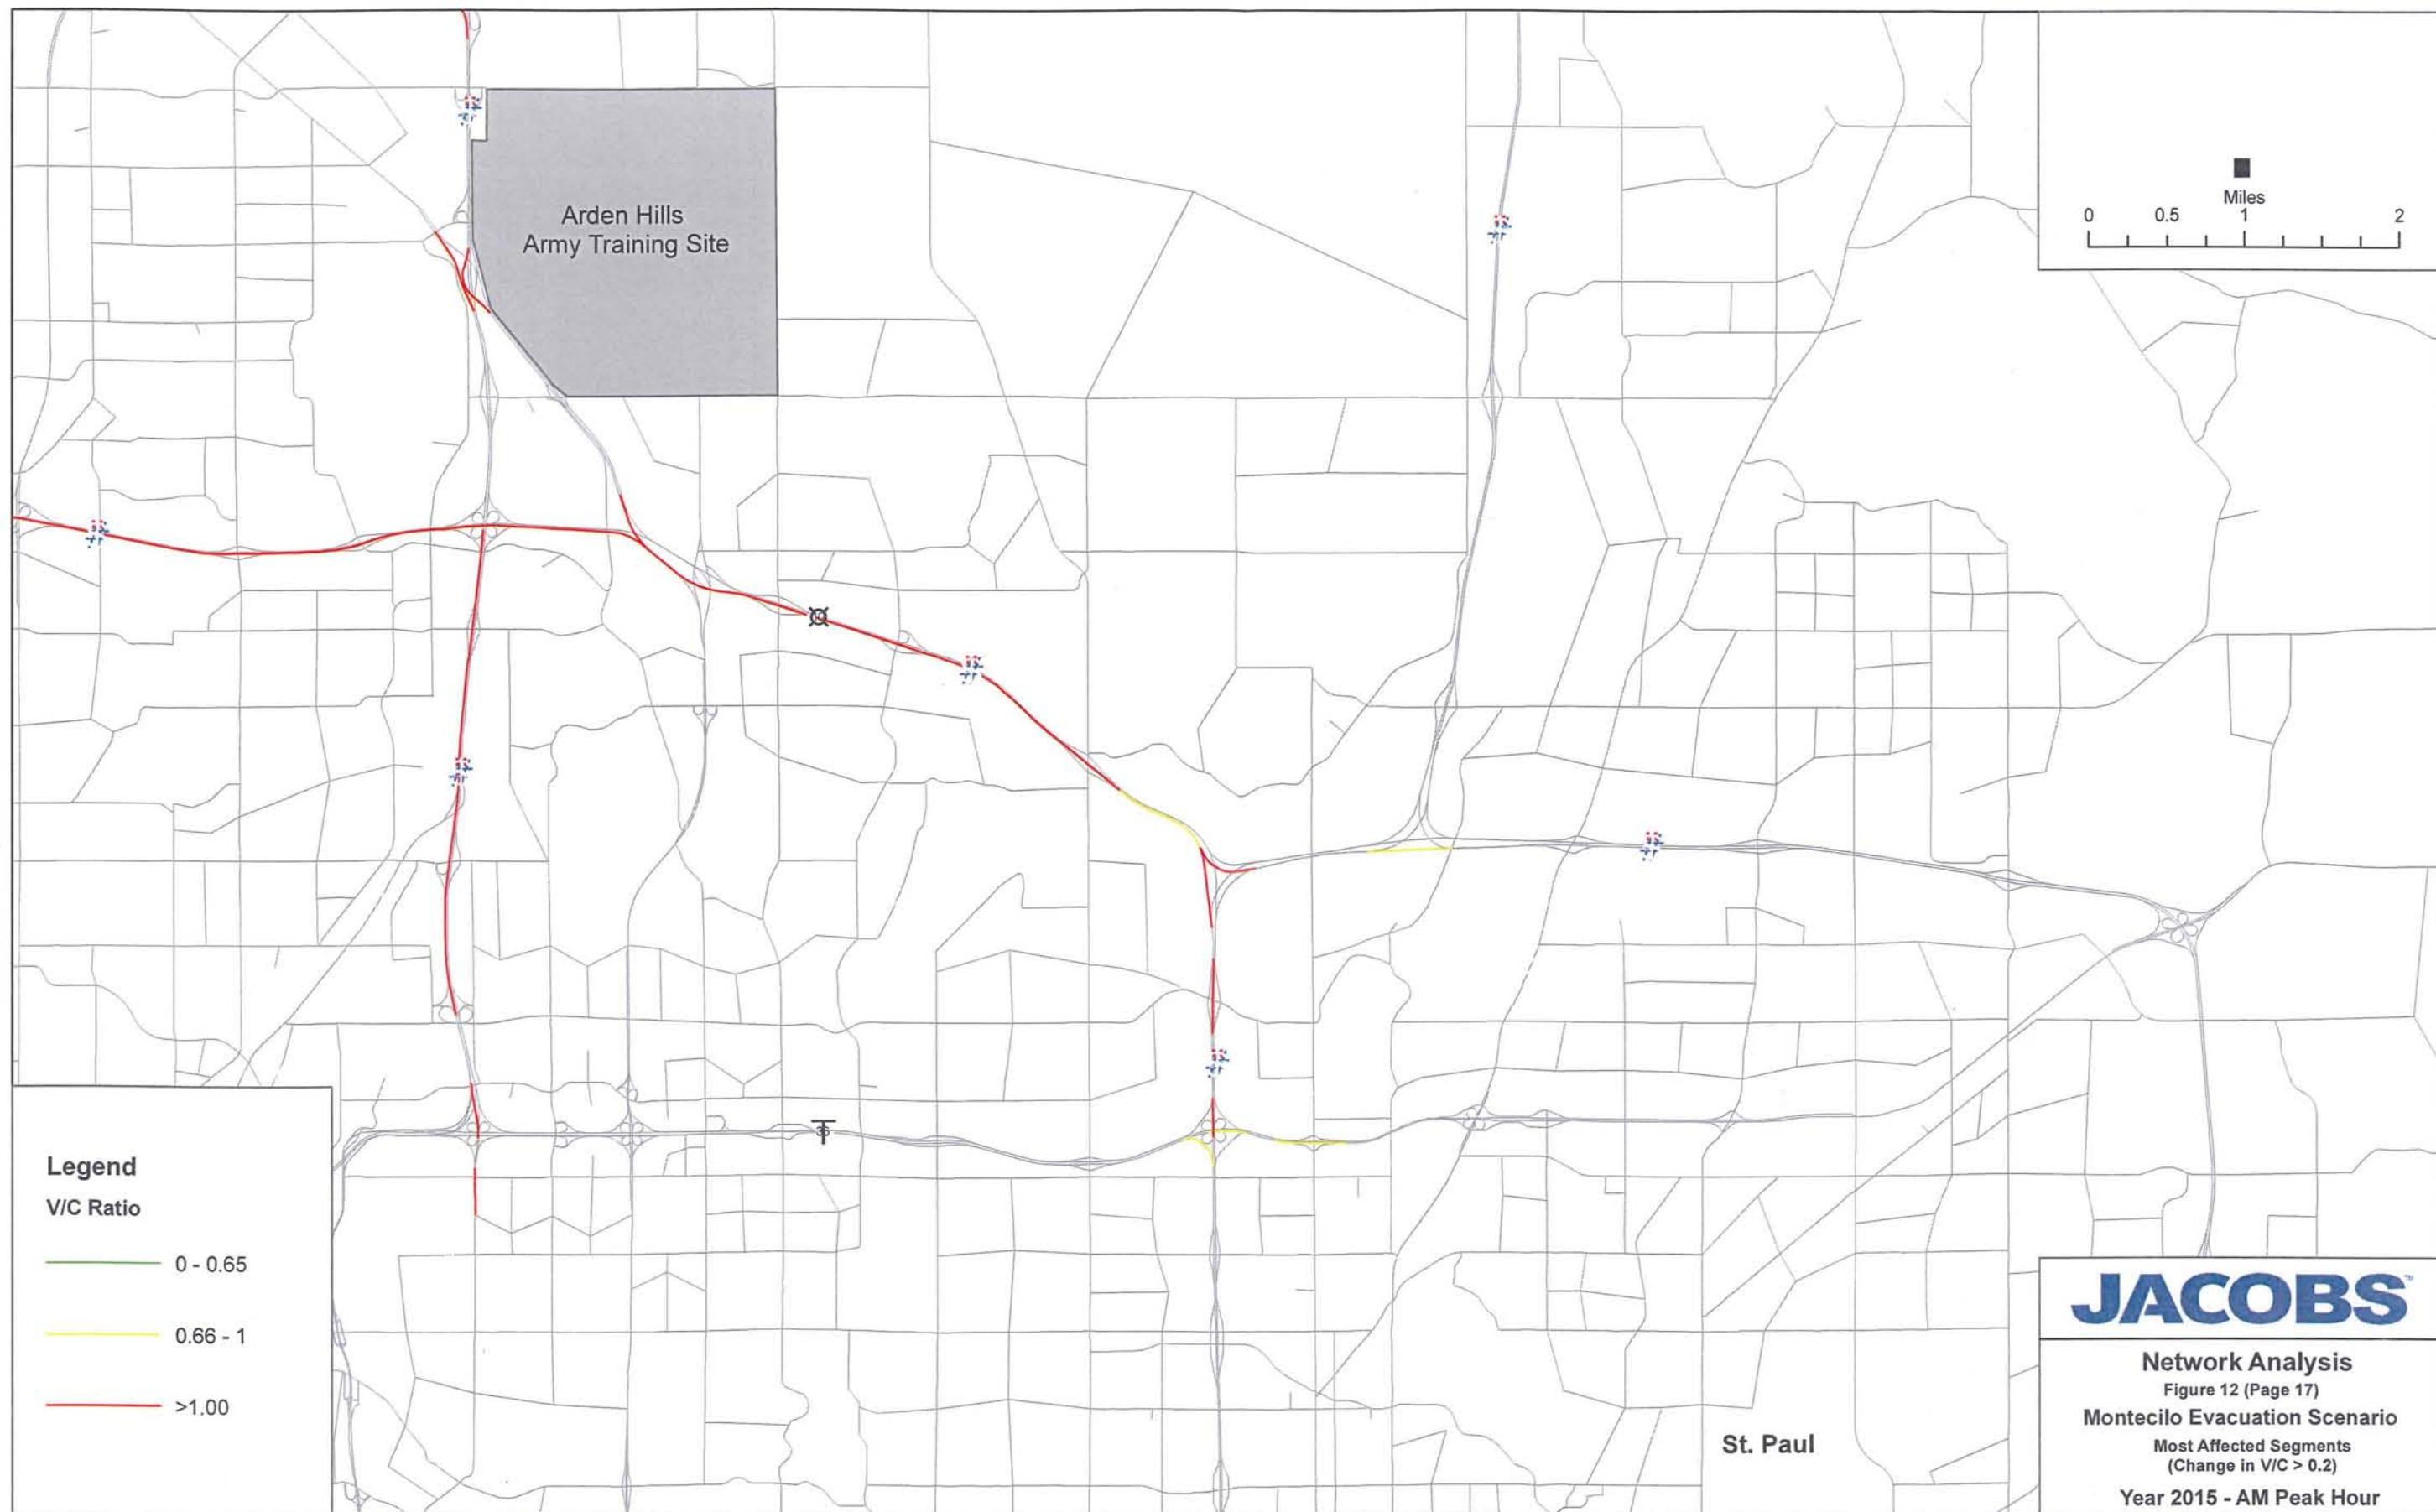 Arden Hills
Army Training Site
Miles
0 0.5 1 2
Legend
V/C Ratio
0 - 0.65
0.66 - 1
>1.00
St. Paul
JACOBS™
Network Analysis
Figure 12 (Page 17)
Montecilo Evacuation Scenario
Most Affected Segments
(Change in V/C > 0.2)
Year 2015 - AM Peak Hour